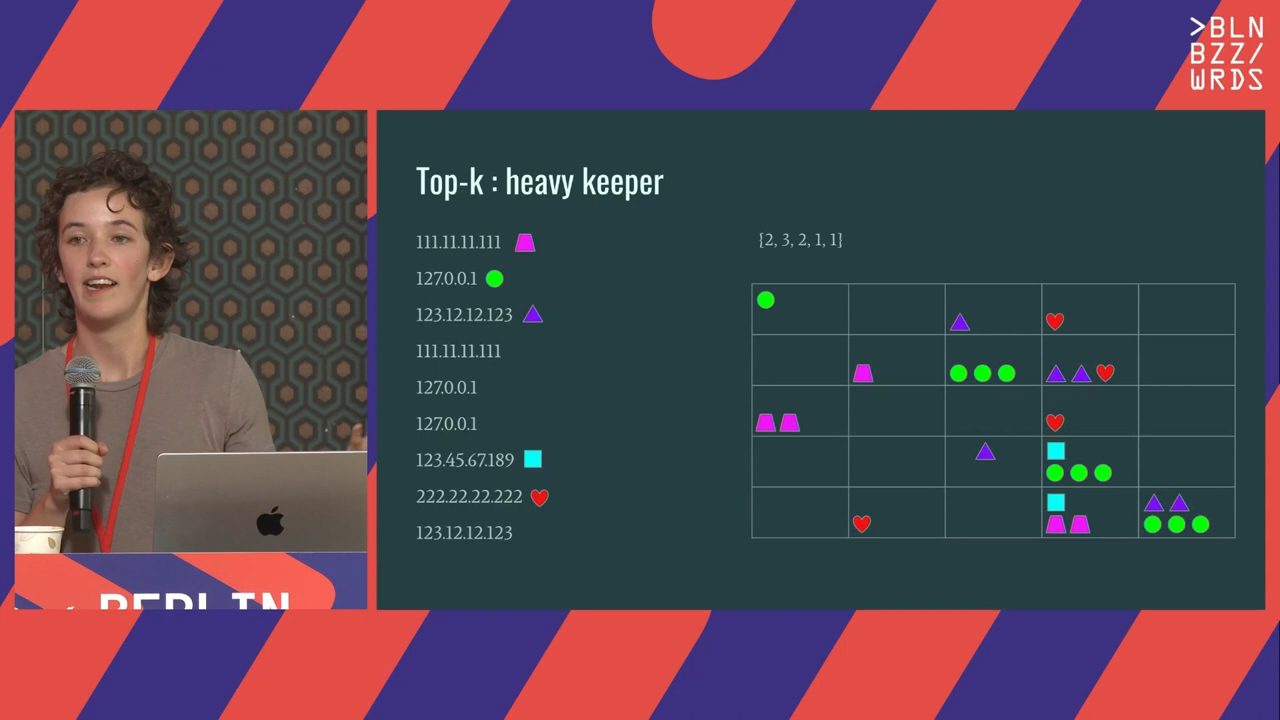 >BLN
BZZ/
WRDS
Top-k : heavy keeper
111.11.11.111
{2, 3, 2, 1, 1}
127.0.0.1
123.12.12.123
111.11.11.111
127.0.0.1
127.0.0.1
123.45.67.189
222.22.22.222
123.12.12.123
BERLIN